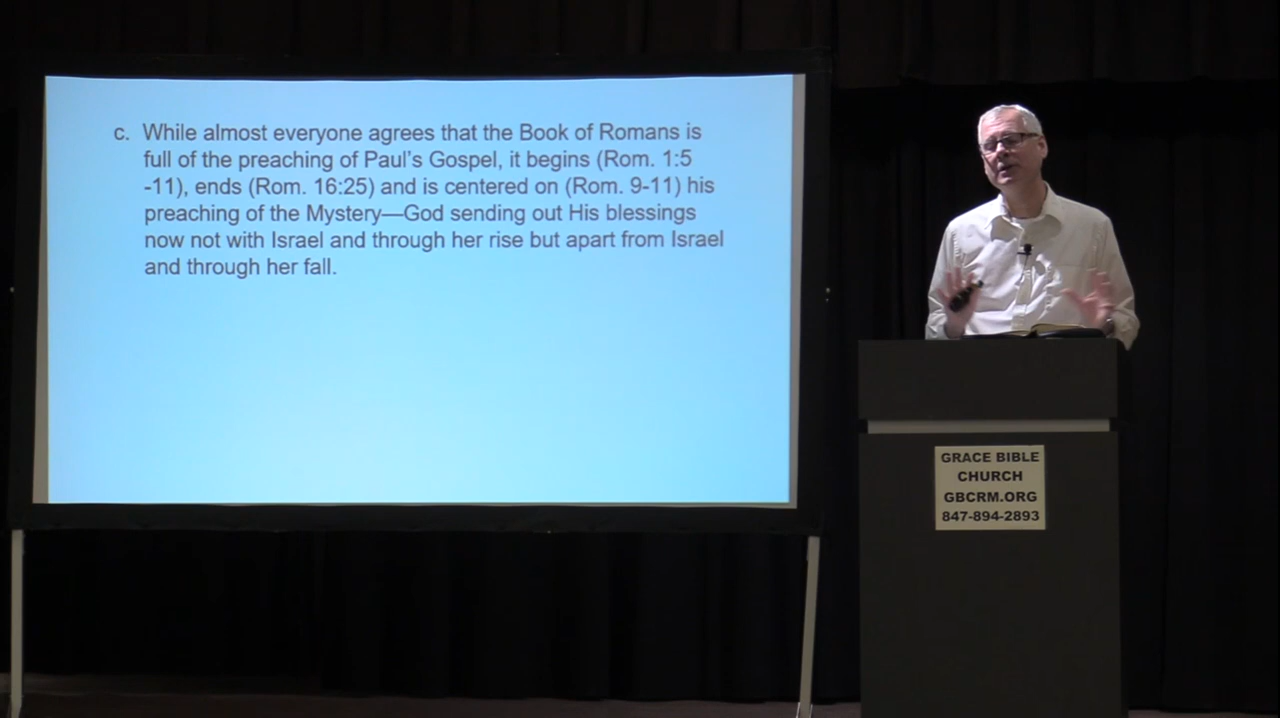 c. While almost everyone agrees that the Book of Romans is
full of the preaching of Paul's Gospel, it begins (Rom. 1:5
-11), ends (Rom. 16:25) and is centered on (Rom. 9-11) his
preaching of the Mystery—God sending out His blessings
now not with Israel and through her rise but apart from Israel
and through her fall.
GRACE BIBLE
CHURCH
GBCRM.ORG
847-894-2893